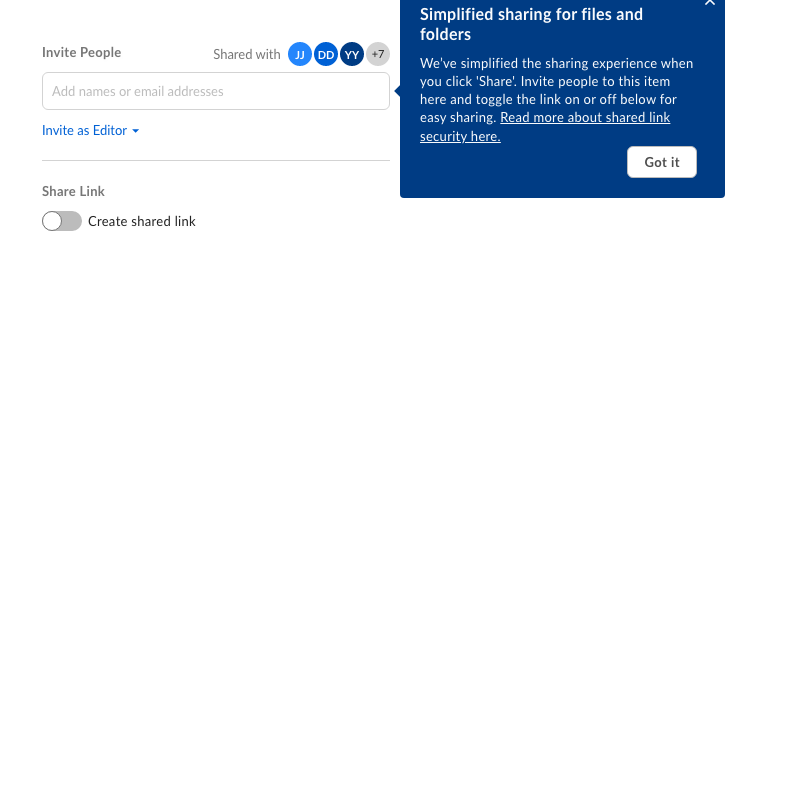 Invite People
Shared with JJ DD YY +7
Add names or email addresses
Invite as Editor
Share Link
Create shared link
Simplified sharing for files and
folders
We've simplified the sharing experience when
you click 'Share'. Invite people to this item
here and toggle the link on or off below for
easy sharing. Read more about shared link
security here.
Got it